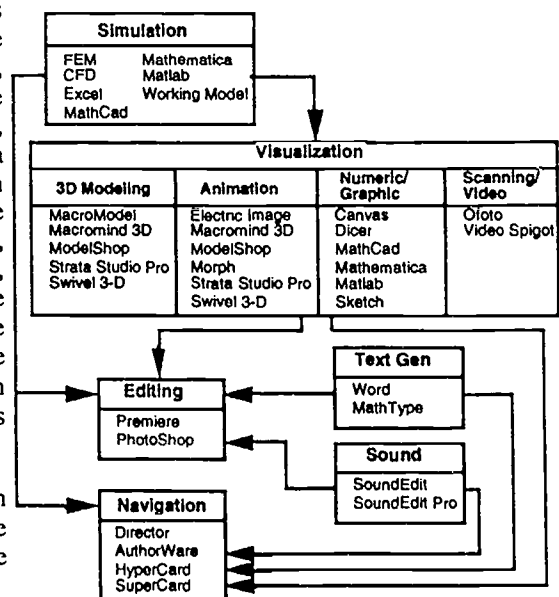 Simulation
FEM Mathematica
CFD Matlab
Excel Working Model
MathCad
Visualization
3D Modeling
MacroModel
Macromind 3D
ModelShop
Strata Studio Pro
Swivel 3-D
Animation
Electric Image
Macromind 3D
ModelShop
Morph
Strata Studio Pro
Swivel 3-D
Numeric/
Graphic
Canvas
Dicer
MathCad
Mathematica
Matlab
Sketch
Scanning/
Video
Ofoto
Video Spigot
Editing
Premiere
PhotoShop
Text Gen
Word
MathType
Sound
SoundEdit
SoundEdit Pro
Navigation
Director
AuthorWare
HyperCard
SuperCard